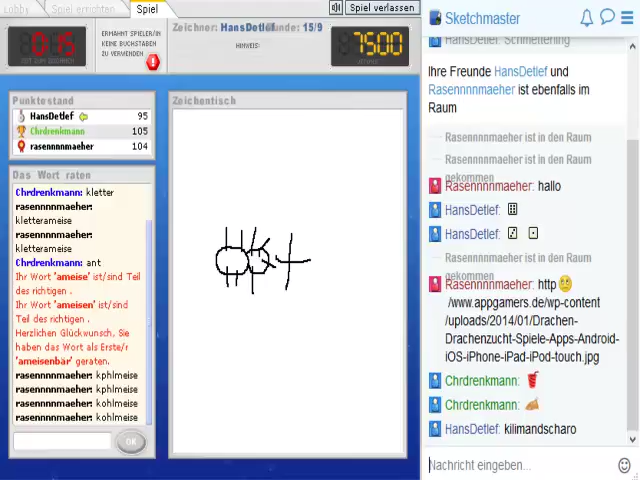 Lobby
Spiel errichten
Spiel
Spiel verlassen
015
ERMAHNT SPIELER/IN
KEINE BUCHSTABEN
ZU VERWENDEN
Zeichner: HansDetlef
unde: 15/9
HINWEIS:
7500
Punktestand
HansDetlef 95
Chrdrenkmann 105
rasennnnmaeher 104
Das Wort raten
Chrdrenkmann: kletter
rasennnnmaeher:
kletterameise
rasennnnmaeher:
kletterameise
Chrdrenkmann: ant
Ihr Wort 'ameise' ist/sind Teil
des richtigen .
Ihr Wort 'ameisen' ist/sind
Teil des richtigen .
Herzlichen Glückwunsch, Sie
haben das Wort als Erste/r
'ameisenbär' geraten.
rasennnnmaeher: kphlmeise
rasennnnmaeher: kphlmeise
rasennnnmaeher: kohlmeise
rasennnnmaeher: kohlmeise
OK
Zeichentisch
Sketchmaster
HansDetlef: Schmetterling
Ihre Freunde HansDetlef und
Rasennnnmaeher ist ebenfalls im
Raum
Rasennnnmaeher ist in den Raum
Rasennnnmaeher ist in den Raum
gekommen
Rasennnnmaeher: hallo
HansDetlef:
HansDetlef:
Rasennnnmaeher ist in den Raum
gekommen
Rasennnnmaeher: http
/www.appgamers.de/wp-content
/uploads/2014/01/Drachen-
Drachenzucht-Spiele-Apps-Android-
iOS-iPhone-iPad-iPod-touch.jpg
Chrdrenkmann:
Chrdrenkmann:
HansDetlef: kilimandscharo
Nachricht eingeben...